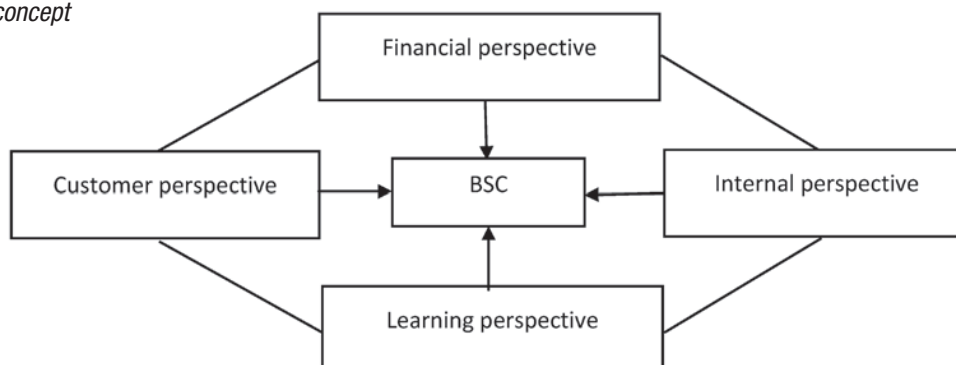 concept
Financial perspective
Customer perspective
BSC
Internal perspective
Learning perspective